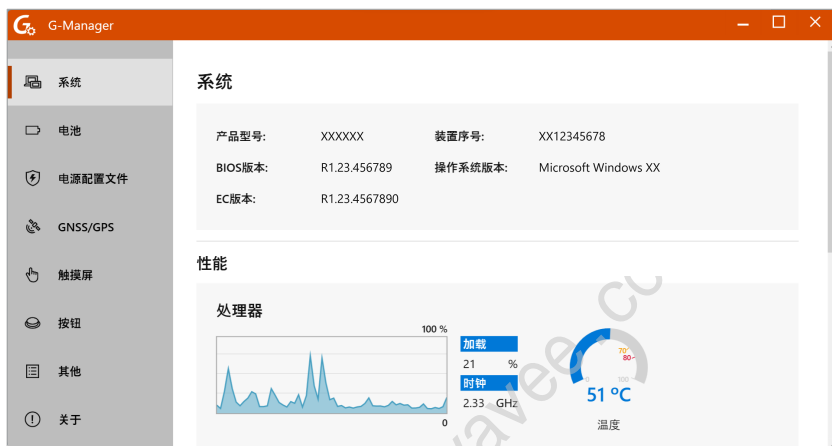 G-Manager
系统
电池
电源配置文件
GNSS/GPS
触摸屏
按钮
其他
关于
系统
产品型号: XXXXXX 装置序号: XX12345678
BIOS版本: R1.23.456789 操作系统版本: Microsoft Windows XX
EC版本: R1.23.4567890
性能
处理器
100 %
加载
21 %
时钟
2.33 GHz
0
70
80
0 100
51 ºC
温度